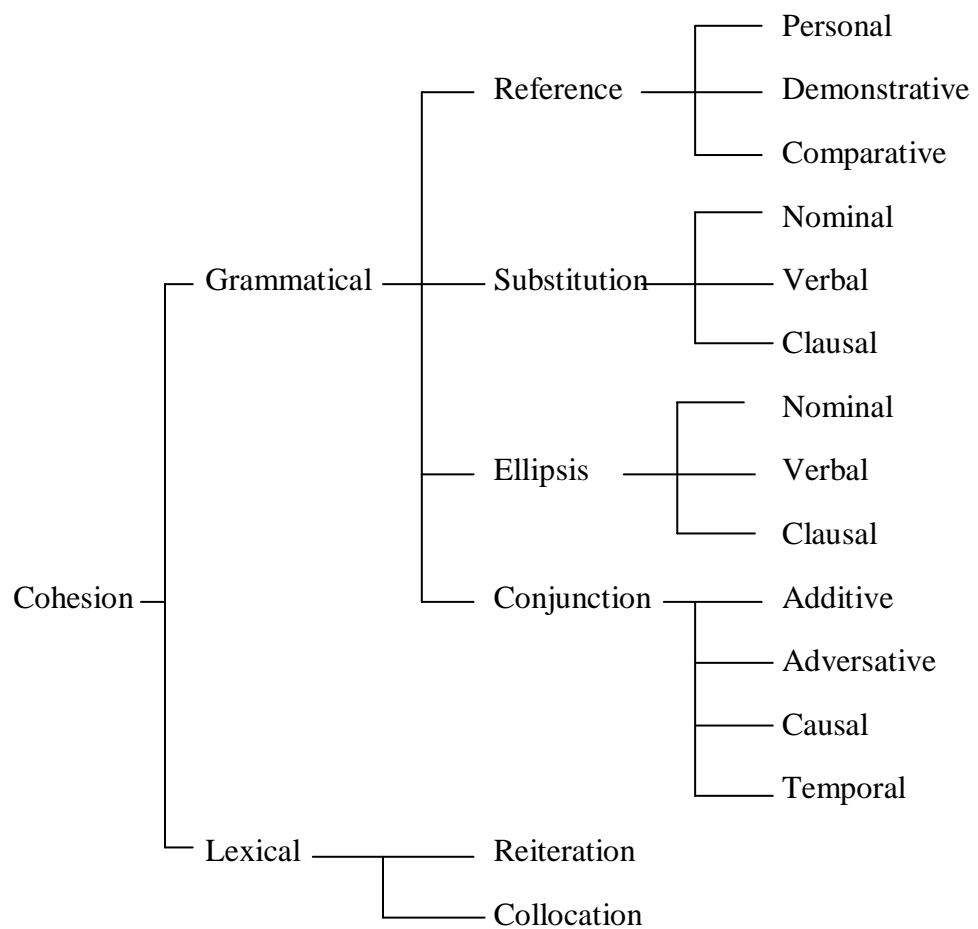 Personal
Reference Demonstrative
Comparative
Nominal
Grammatical Substitution Verbal
Clausal
Nominal
Ellipsis Verbal
Clausal
Cohesion Conjunction Additive
Adversative
Causal
Temporal
Lexical Reiteration
Collocation